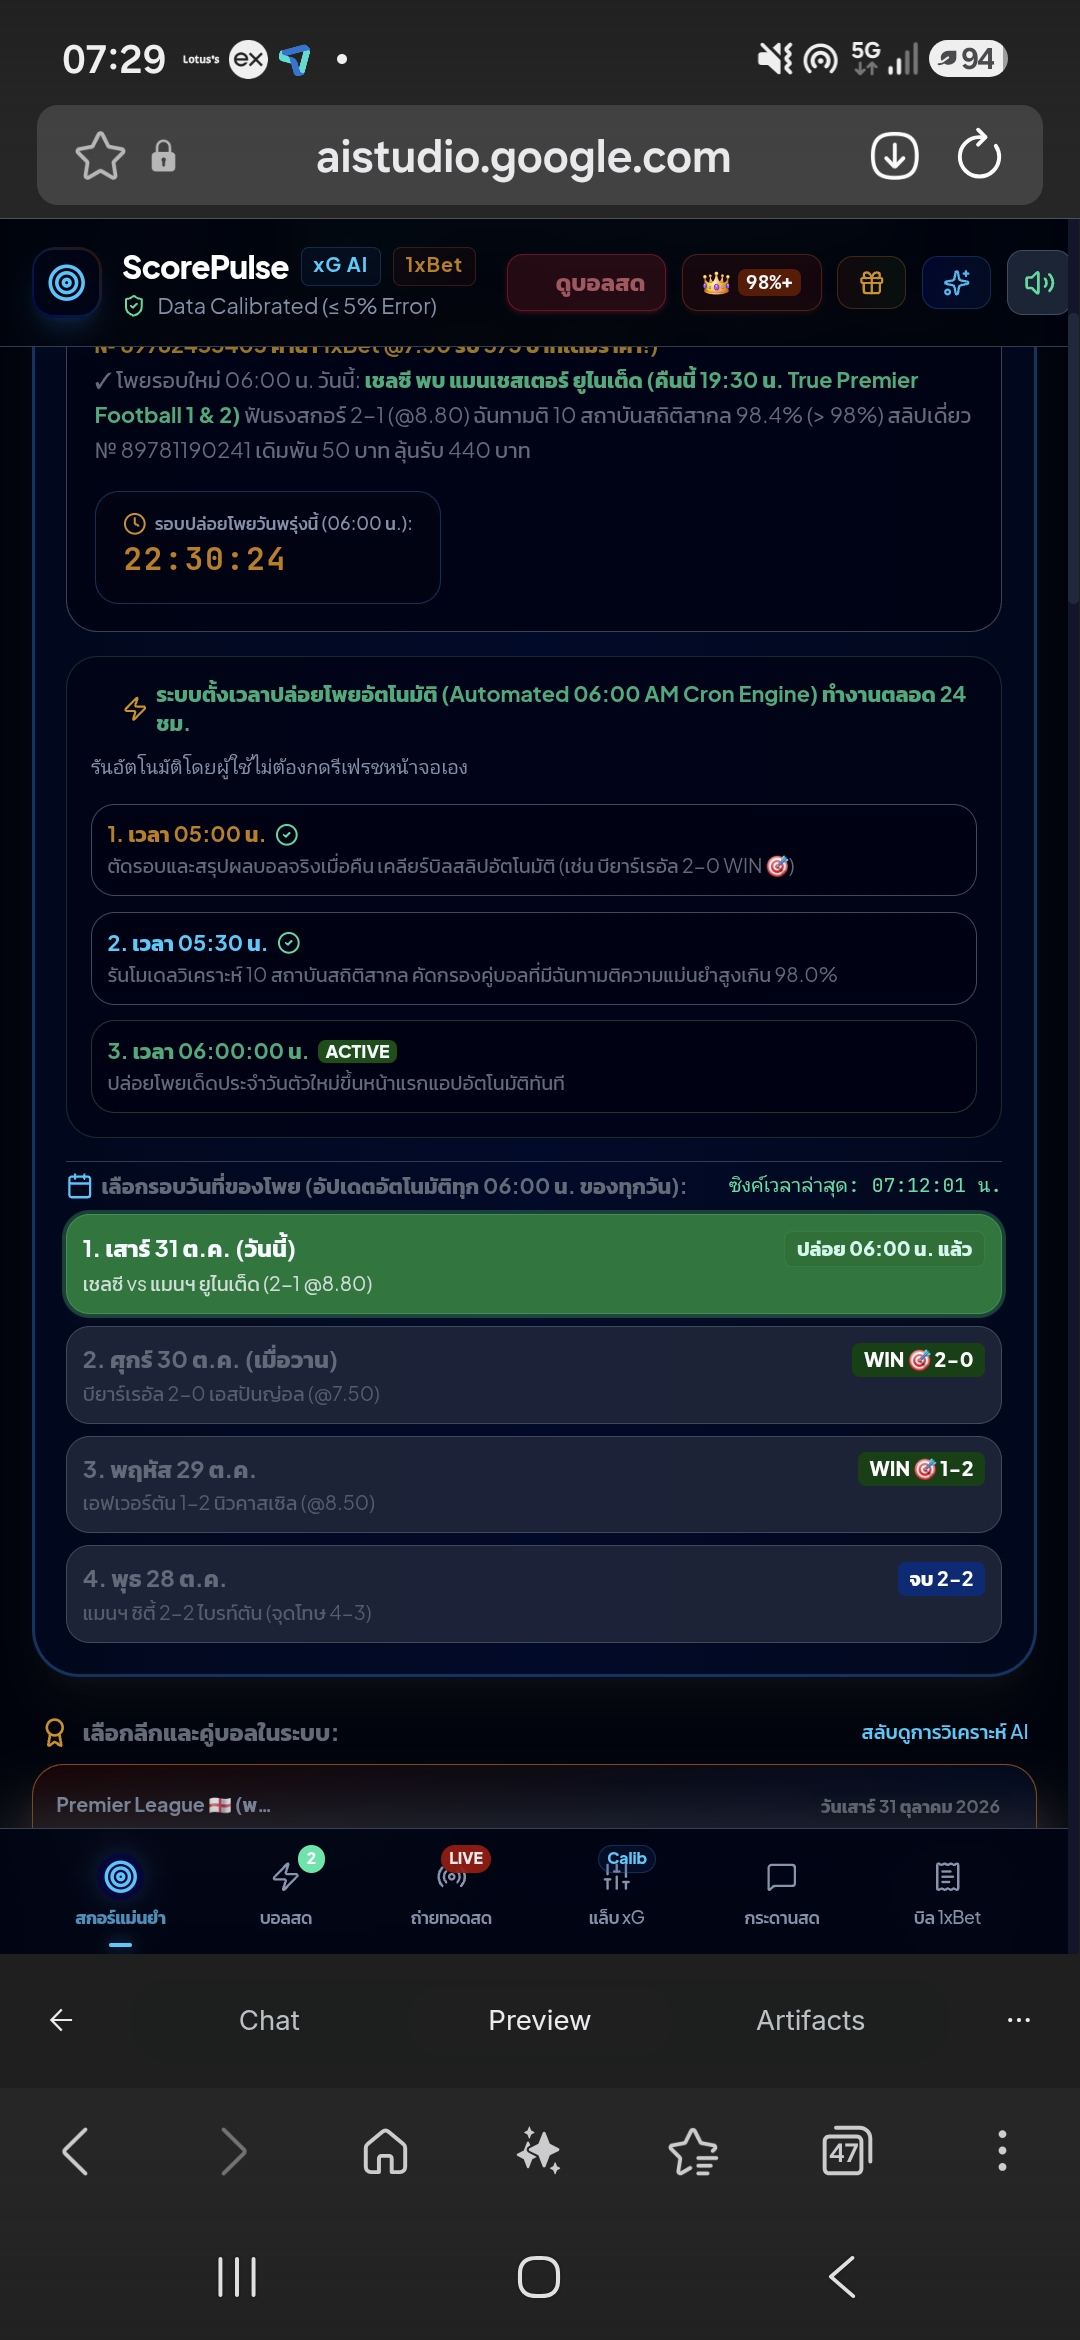 07:29
Lotus's
ex
5G
94
aistudio.google.com
ScorePulse
xG AI
1xBet
Data Calibrated (≤ 5% Error)
ดูบอลสด
98%+
✓ โพยรอบใหม่ 06:00 น. วันนี้: เชลซี พบ แมนเชสเตอร์ ยูไนเต็ด (คืนนี้ 19:30 น. True Premier
Football 1 & 2) ฟันธงสกอร์ 2-1 (@8.80) ฉันทามติ 10 สถาบันสถิติสากล 98.4% (> 98%) สลิปเดี่ยว
№ 89781190241 เดิมพัน 50 บาท ลุ้นรับ 440 บาท
รอบปล่อยโพยวันพรุ่งนี้ (06:00 น.):
22:30:24
ระบบตั้งเวลาปล่อยโพยอัตโนมัติ (Automated 06:00 AM Cron Engine) ทำงานตลอด 24
ชม.
รันอัตโนมัติโดยผู้ใช้ไม่ต้องกดรีเฟรชหน้าจอเอง
1. เวลา 05:00 น.
ตัดรอบและสรุปผลบอลจริงเมื่อคืน เคลียร์บิลสลิปอัตโนมัติ (เช่น บียาร์เรอัล 2-0 WIN 🎯)
2. เวลา 05:30 น.
รันโมเดลวิเคราะห์ 10 สถาบันสถิติสากล คัดกรองคู่บอลที่มีฉันทามติความแม่นยำสูงเกิน 98.0%
3. เวลา 06:00:00 น.
ACTIVE
ปล่อยโพยเด็ดประจำวันตัวใหม่ขึ้นหน้าแรกแอปอัตโนมัติทันที
เลือกรอบวันที่ของโพย (อัปเดตอัตโนมัติทุก 06:00 น. ของทุกวัน):
ซิงค์เวลาล่าสุด: 07:12:01 น.
1. เสาร์ 31 ต.ค. (วันนี้)
ปล่อย 06:00 น. แล้ว
เชลซี vs แมนฯ ยูไนเต็ด (2-1 @8.80)
2. ศุกร์ 30 ต.ค. (เมื่อวาน)
WIN 🎯 2-0
บียาร์เรอัล 2-0 เอสปันญ่อล (@7.50)
3. พฤหัส 29 ต.ค.
WIN 🎯 1-2
เอฟเวอร์ตัน 1-2 นิวคาสเซิล (@8.50)
4. พุธ 28 ต.ค.
จบ 2-2
แมนฯ ซิตี้ 2-2 ไบรท์ตัน (จุดโทษ 4-3)
เลือกลีกและคู่บอลในระบบ:
สลับดูการวิเคราะห์ AI
Premier League 🏴󠁧󠁢󠁥󠁮󠁧󠁿 (พ...
วันเสาร์ 31 ตุลาคม 2026
2
LIVE
Calib
สกอร์แม่นยำ
บอลสด
ถ่ายทอดสด
แล็บ xG
กระดานสด
บิล 1xBet
Chat
Preview
Artifacts
47